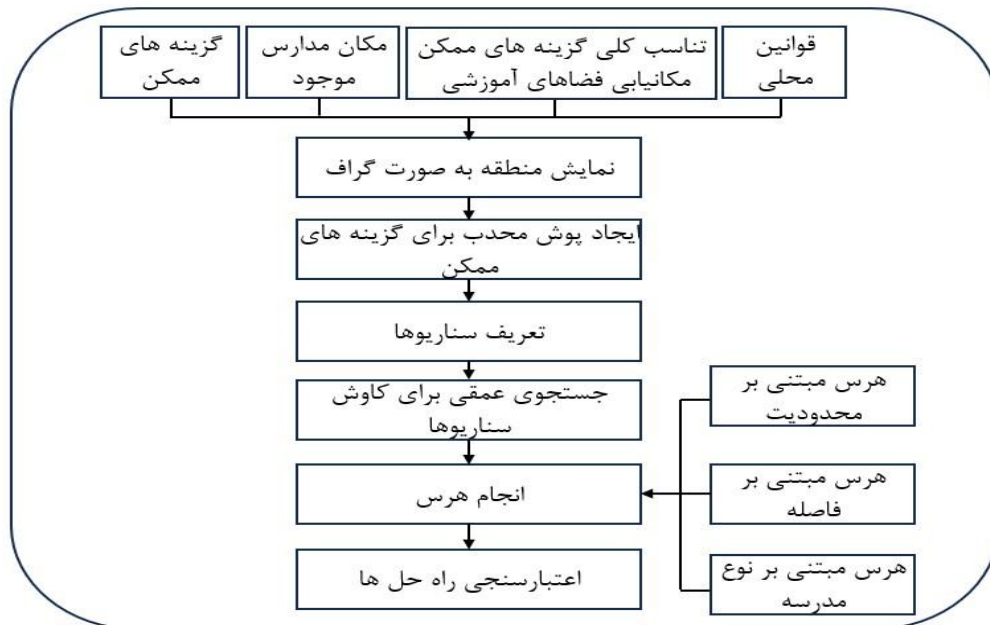 قوانین
محلی
تناسب کلی گزینه های ممکن
مکانیابی فضاهای آموزشی
مکان مدارس
موجود
گزینه های
ممکن
نمایش منطقه به صورت گراف
ایجاد پوش محدب برای گزینه های
ممکن
تعریف سناریوها
جستجوی عمقی برای کاوش
سناریوها
انجام هرس
اعتبارسنجی راه حل ها
هرس مبتنی بر
محدودیت
هرس مبتنی بر
فاصله
هرس مبتنی بر نوع
مدرسه